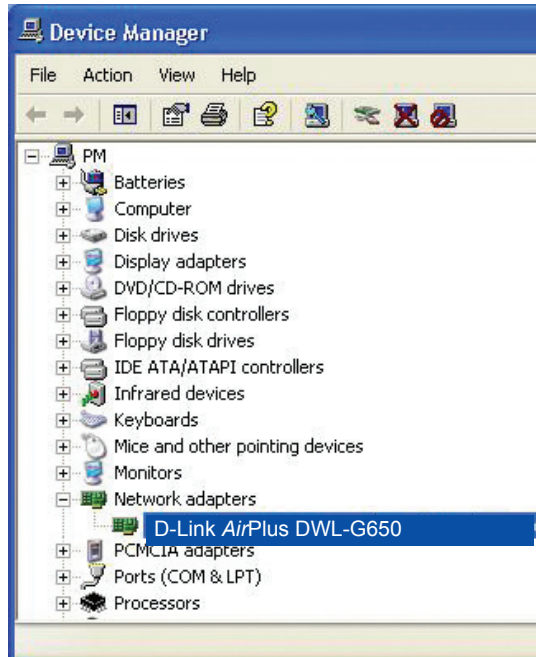 Device Manager
File Action View Help
PM
Batteries
Computer
Disk drives
Display adapters
DVD/CD-ROM drives
Floppy disk controllers
Floppy disk drives
IDE ATA/ATAPI controllers
Infrared devices
Keyboards
Mice and other pointing devices
Monitors
Network adapters
D-Link AirPlus DWL-G650
PCMCIA adapters
Ports (COM & LPT)
Processors